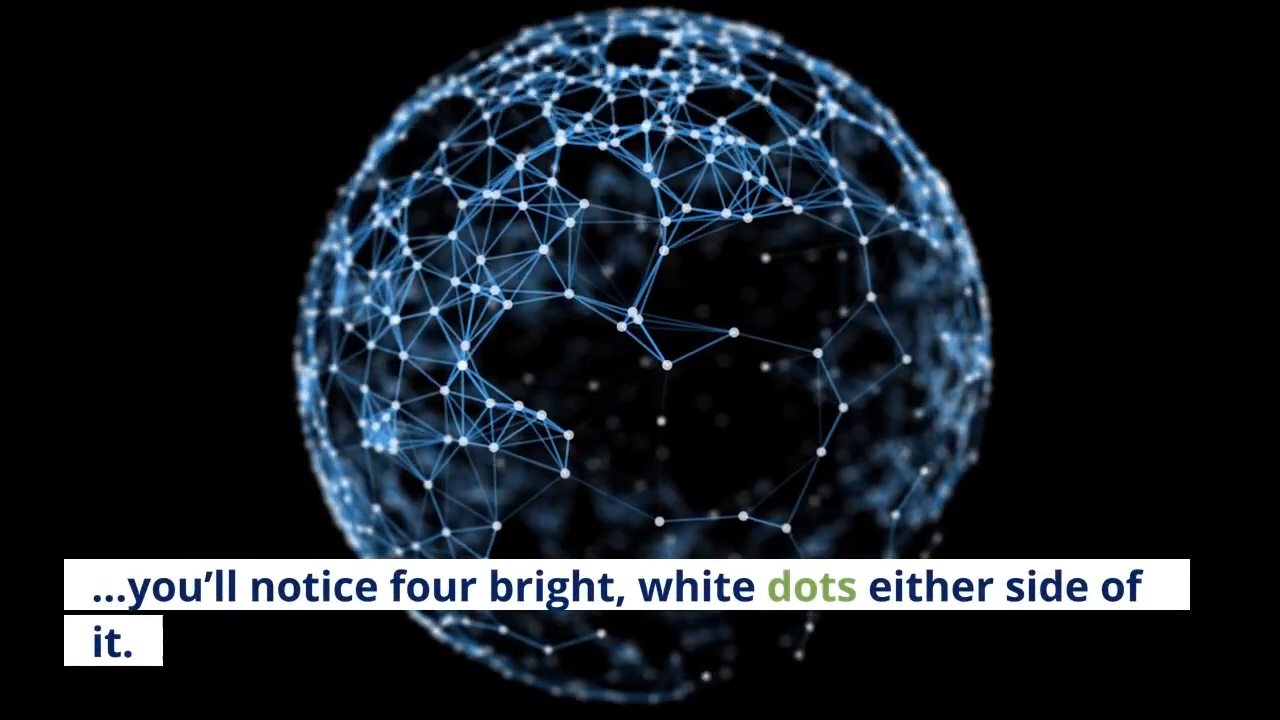 ...you’ll notice four bright, white dots either side of
it.